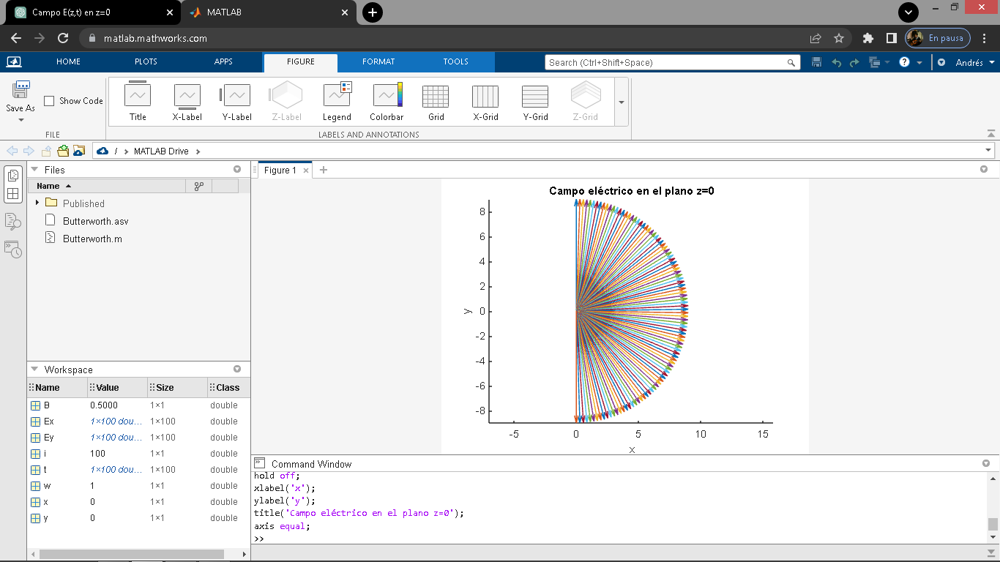 Campo E(z,t) en z=0
MATLAB
matlab.mathworks.com
En pausa
HOME
PLOTS
APPS
FIGURE
FORMAT
TOOLS
Search (Ctrl+Shift+Space)
Andrés
Save As
Show Code
Title
X-Label
Y-Label
Z-Label
Legend
Colorbar
Grid
X-Grid
Y-Grid
Z-Grid
FILE
LABELS AND ANNOTATIONS
/ MATLAB Drive
Files
Name
Published
Butterworth.asv
Butterworth.m
Workspace
Name Value Size Class
B 0.5000 1×1 double
Ex 1×100 dou... 1×100 double
Ey 1×100 dou... 1×100 double
i 100 1×1 double
t 1×100 dou... 1×100 double
w 1 1×1 double
x 0 1×1 double
y 0 1×1 double
Figure 1
Campo eléctrico en el plano z=0
8
6
4
2
0
-2
-4
-6
-8
y
-5 0 5 10 15
x
Command Window
hold off;
xlabel('x');
ylabel('y');
title('Campo eléctrico en el plano z=0');
axis equal;
>>